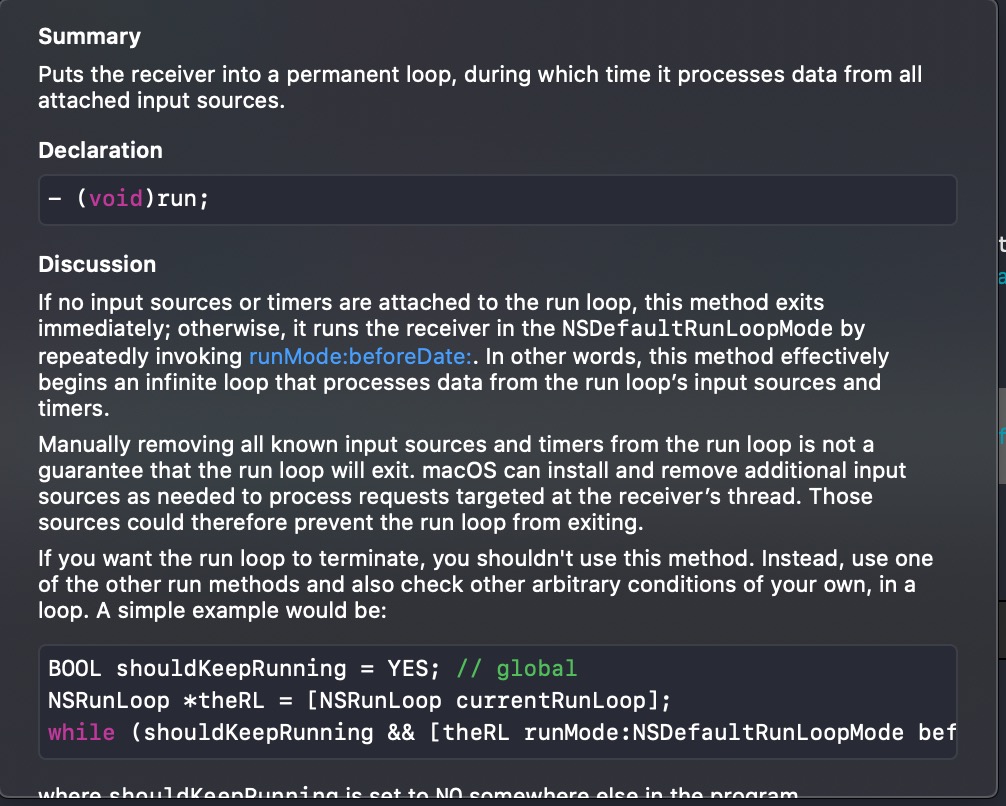 Summary
Puts the receiver into a permanent loop, during which time it processes data from all
attached input sources.
Declaration
- (void)run;
Discussion
If no input sources or timers are attached to the run loop, this method exits
immediately; otherwise, it runs the receiver in the NSDefaultRunLoopMode by
repeatedly invoking runMode:beforeDate:. In other words, this method effectively
begins an infinite loop that processes data from the run loop’s input sources and
timers.
Manually removing all known input sources and timers from the run loop is not a
guarantee that the run loop will exit. macOS can install and remove additional input
sources as needed to process requests targeted at the receiver’s thread. Those
sources could therefore prevent the run loop from exiting.
If you want the run loop to terminate, you shouldn't use this method. Instead, use one
of the other run methods and also check other arbitrary conditions of your own, in a
loop. A simple example would be:
BOOL shouldKeepRunning = YES; // global
NSRunLoop *theRL = [NSRunLoop currentRunLoop];
while (shouldKeepRunning && [theRL runMode:NSDefaultRunLoopMode bef
where shouldKeepRunning is set to NO somewhere else in the program